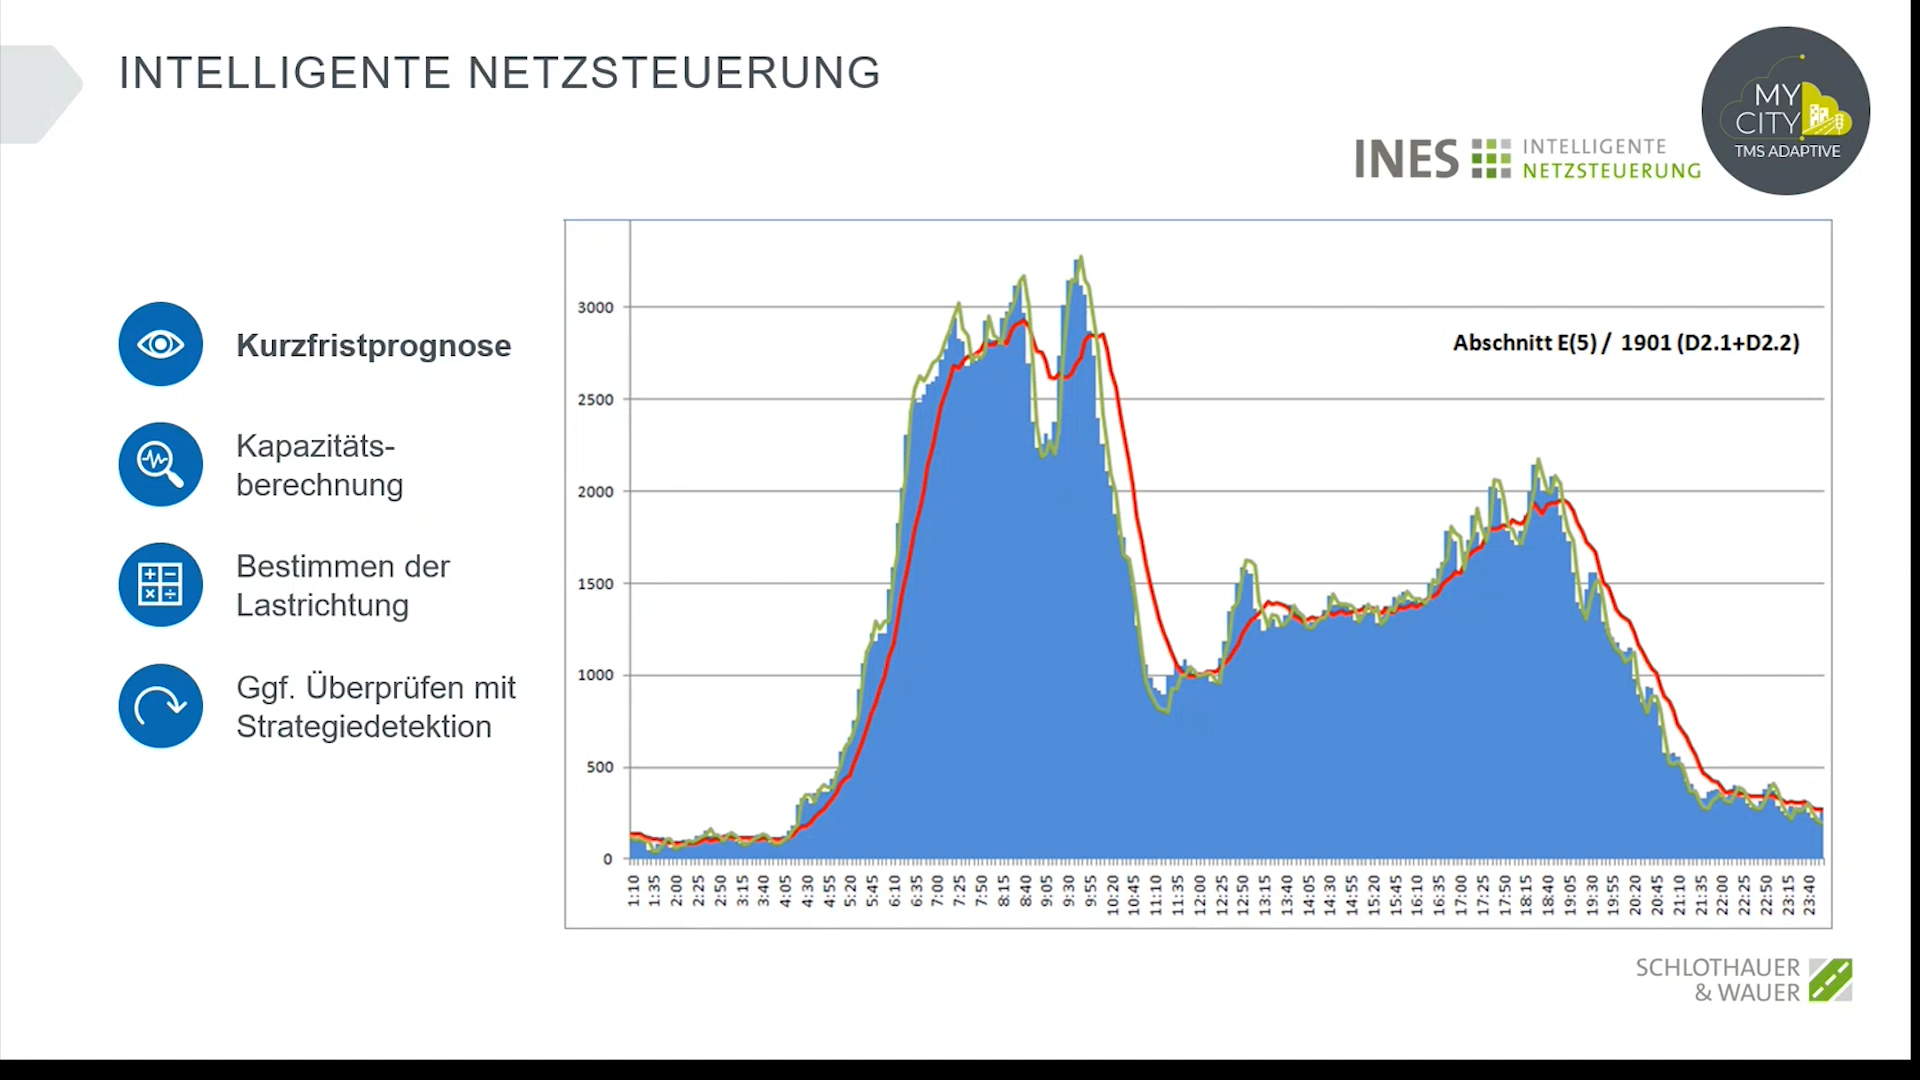 INTELLIGENTE NETZSTEUERUNG
MY
CITY
TMS ADAPTIVE
INES
INTELLIGENTE
NETZSTEUERUNG
Kurzfristprognose
Kapazitäts-
berechnung
Bestimmen der
Lastrichtung
Ggf. Überprüfen mit
Strategiedetektion
Abschnitt E(5) / 1901 (D2.1+D2.2)
3000
2500
2000
1500
1000
500
0
1:10 1:35 2:00 2:25 2:50 3:15 3:40 4:05 4:30 4:55 5:20 5:45 6:10 6:35 7:00 7:25 7:50 8:15 8:40 9:05 9:30 9:55 10:20 10:45 11:10 11:35 12:00 12:25 12:50 13:15 13:40 14:05 14:30 14:55 15:20 15:45 16:10 16:35 17:00 17:25 17:50 18:15 18:40 19:05 19:30 19:55 20:20 20:45 21:10 21:35 22:00 22:25 22:50 23:15 23:40
SCHLOTHAUER
& WAUER